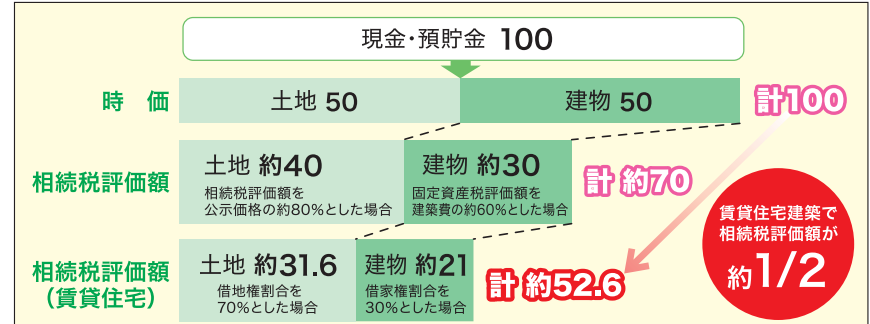 現金・預貯金 100
時　価
土地 50
建物 50
計100
相続税評価額
土地 約40
相続税評価額を
公示価格の約80%とした場合
建物 約30
固定資産税評価額を
建築費の約60%とした場合
計 約70
相続税評価額
（賃貸住宅）
土地 約31.6
借地権割合を
70%とした場合
建物 約21
借家権割合を
30%とした場合
計 約52.6
賃貸住宅建築で
相続税評価額が
約1/2